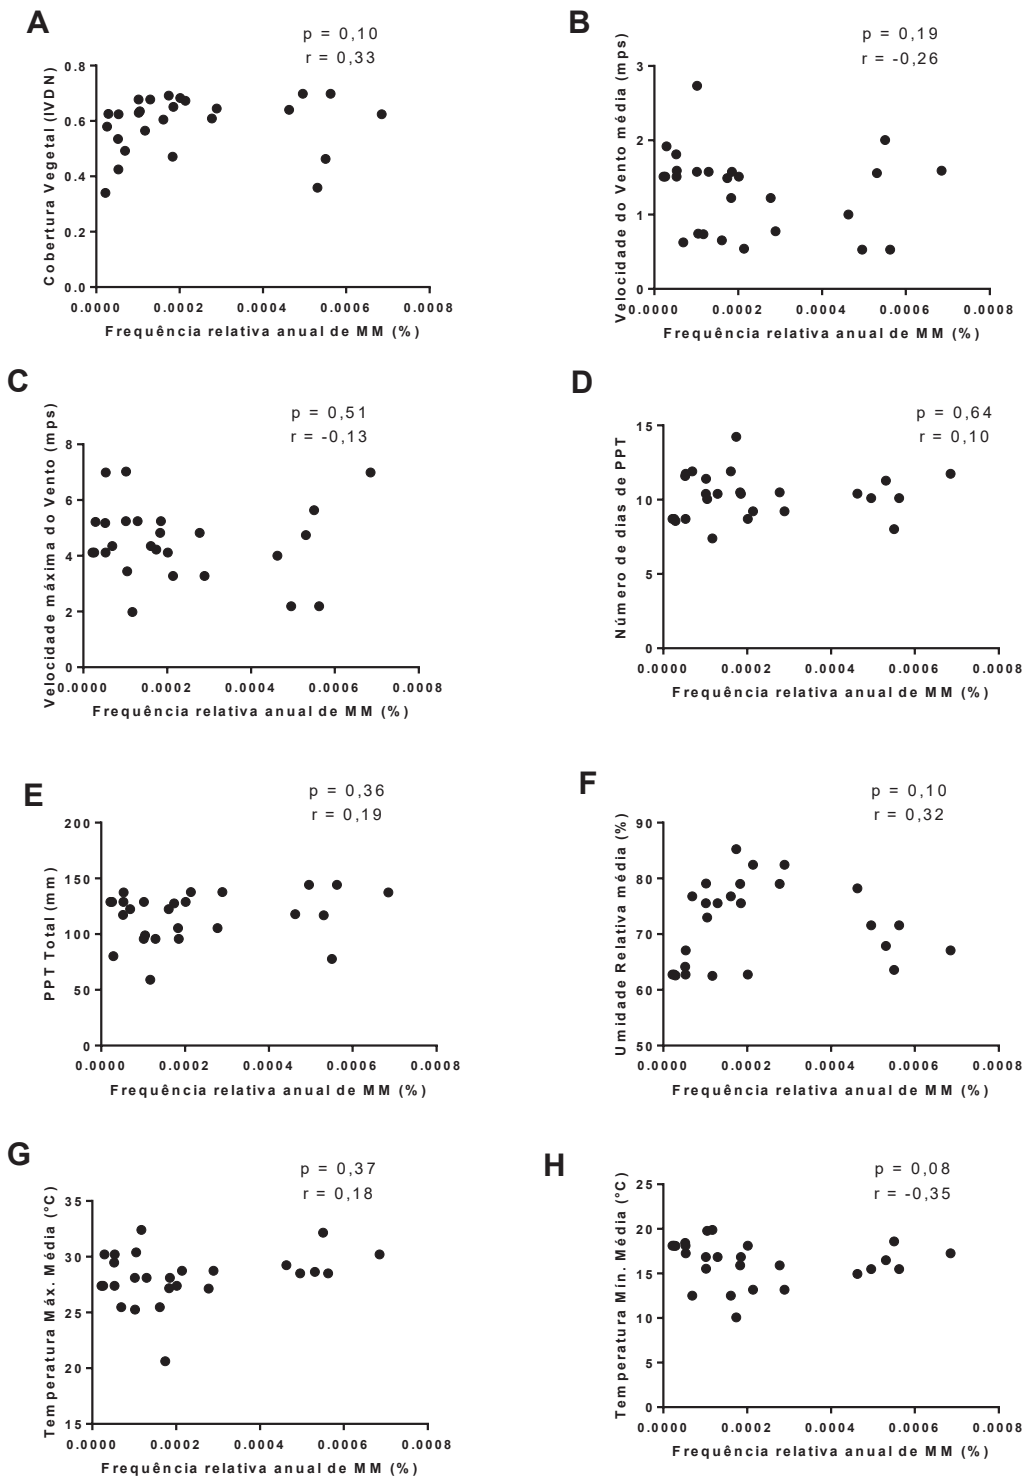 A
p = 0,10
r = 0,33
Cobertura Vegetal (IVDN)
0.8
0.6
0.4
0.2
0.0
0.0000 0.0002 0.0004 0.0006 0.0008
Frequência relativa anual de MM (%)
B
p = 0,19
r = -0,26
Velocidade do Vento média (mps)
3
2
1
0
0.0000 0.0002 0.0004 0.0006 0.0008
Frequência relativa anual de MM (%)
C
p = 0,51
r = -0,13
Velocidade máxima do Vento (mps)
8
6
4
2
0
0.0000 0.0002 0.0004 0.0006 0.0008
Frequência relativa anual de MM (%)
D
p = 0,64
r = 0,10
Número de dias de PPT
15
10
5
0
0.0000 0.0002 0.0004 0.0006 0.0008
Frequência relativa anual de MM (%)
E
p = 0,36
r = 0,19
PPT Total (mm)
200
150
100
50
0
0.0000 0.0002 0.0004 0.0006 0.0008
Frequência relativa anual de MM (%)
F
p = 0,10
r = 0,32
Umidade Relativa média (%)
90
80
70
60
50
0.0000 0.0002 0.0004 0.0006 0.0008
Frequência relativa anual de MM (%)
G
p = 0,37
r = 0,18
Temperatura Máx. Média (°C)
35
30
25
20
15
0.0000 0.0002 0.0004 0.0006 0.0008
Frequência relativa anual de MM (%)
H
p = 0,08
r = -0,35
Temperatura Mín. Média (°C)
25
20
15
10
5
0
0.0000 0.0002 0.0004 0.0006 0.0008
Frequência relativa anual de MM (%)